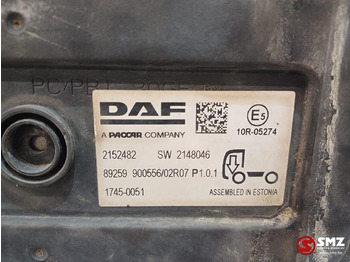 PC/PBT
DAF
A PACCAR COMPANY
E5
10R-05274
2152482 SW 2148046
89259 900556/02R07 P1.0.1
1745-0051
ASSEMBLED IN ESTONIA
SMZ